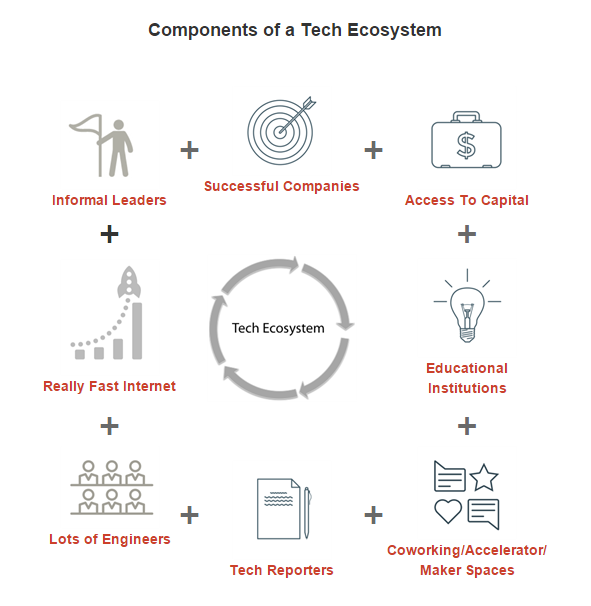 Components of a Tech Ecosystem
+
+
$
Informal Leaders
Successful Companies
Access To Capital
+
+
Tech Ecosystem
Really Fast Internet
Educational
Institutions
+
+
Lots of Engineers
+
Tech Reporters
+
Coworking/Accelerator/
Maker Spaces